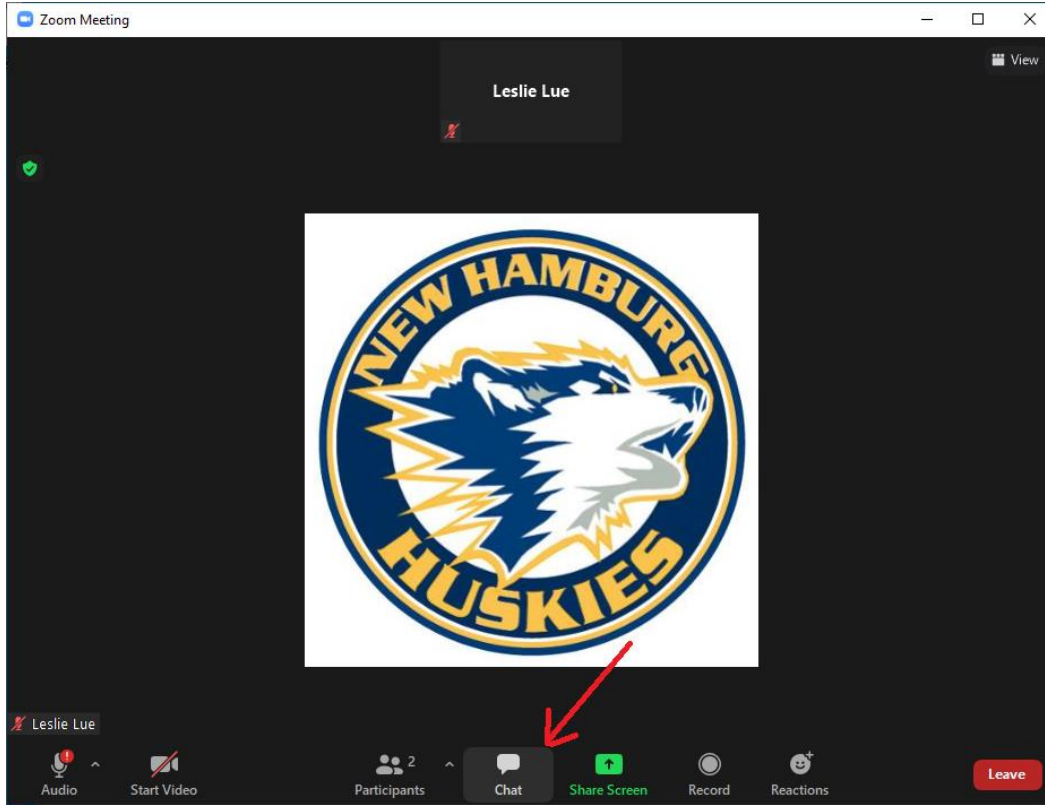 Zoom Meeting
Leslie Lue
View
NEW HAMBURG
HUSKIES
Leslie Lue
2
Audio
Start Video
Participants
Chat
Share Screen
Record
Reactions
Leave